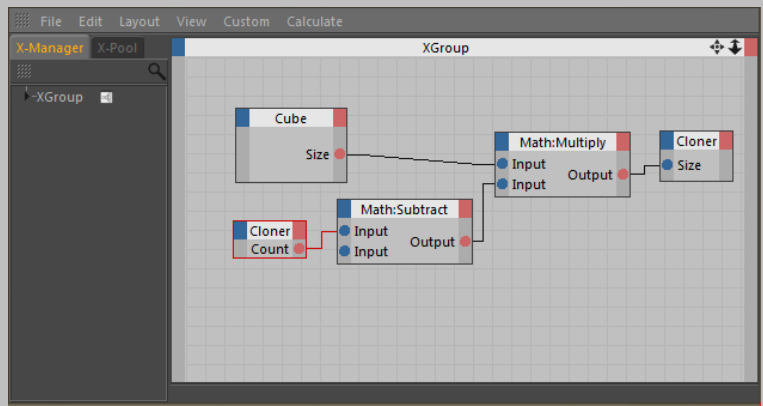 File Edit Layout View Custom Calculate
X-Manager X-Pool
XGroup
XGroup
Cube
Size
Math:Multiply
Input
Input
Output
Cloner
Size
Math:Subtract
Input
Input
Output
Cloner
Count